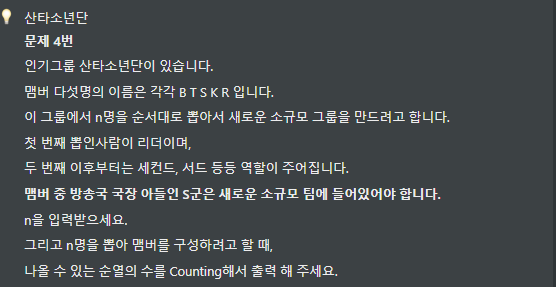 산타소년단
문제 4번
인기그룹 산타소년단이 있습니다.
맴버 다섯명의 이름은 각각 B T S K R 입니다.
이 그룹에서 n명을 순서대로 뽑아서 새로운 소규모 그룹을 만드려고 합니다.
첫 번째 뽑인사람이 리더이며,
두 번째 이후부터는 세컨드, 서드 등등 역할이 주어집니다.
맴버 중 방송국 국장 아들인 S군은 새로운 소규모 팀에 들어있어야 합니다.
n을 입력받으세요.
그리고 n명을 뽑아 맴버를 구성하려고 할 때,
나올 수 있는 순열의 수를 Counting해서 출력 해 주세요.